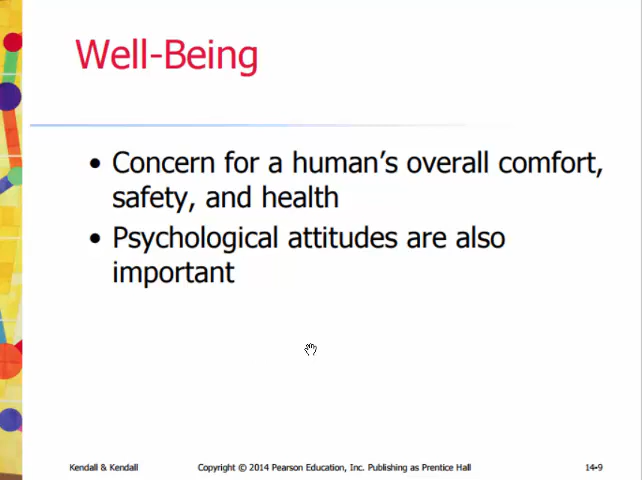 Well-Being
• Concern for a human's overall comfort,
safety, and health
• Psychological attitudes are also
important
Kendall & Kendall Copyright © 2014 Pearson Education, Inc. Publishing as Prentice Hall 14-9